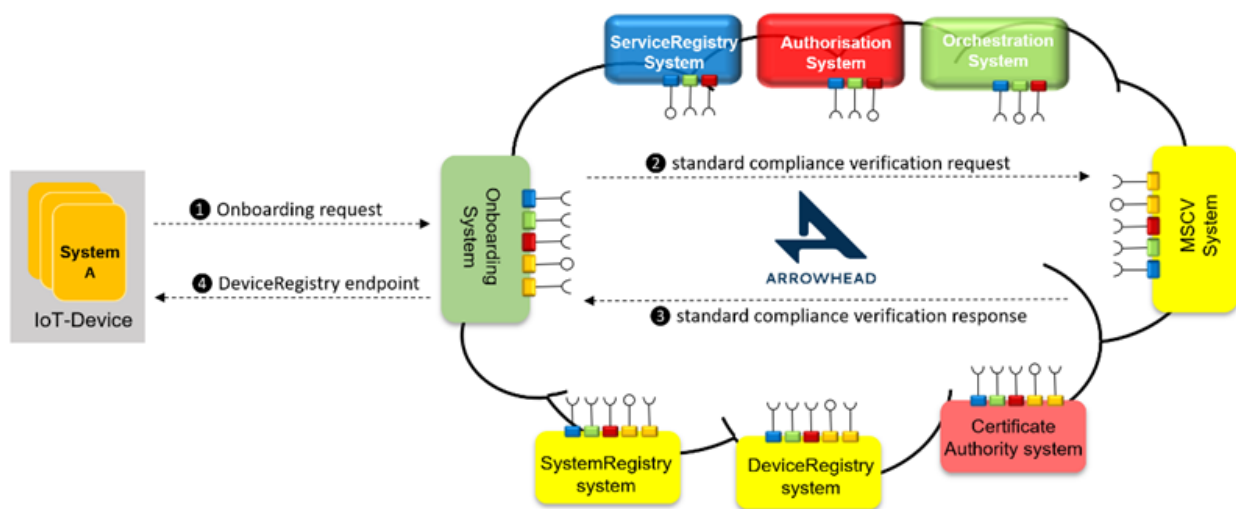 ServiceRegistry
System
Authorisation
System
Orchestration
System
❷ standard compliance verification request
❶ Onboarding request
Onboarding
System
MSCV
System
System
A
ARROWHEAD
❹ DeviceRegistry endpoint
IoT-Device
❸ standard compliance verification response
Certificate
Authority system
SystemRegistry
system
DeviceRegistry
system